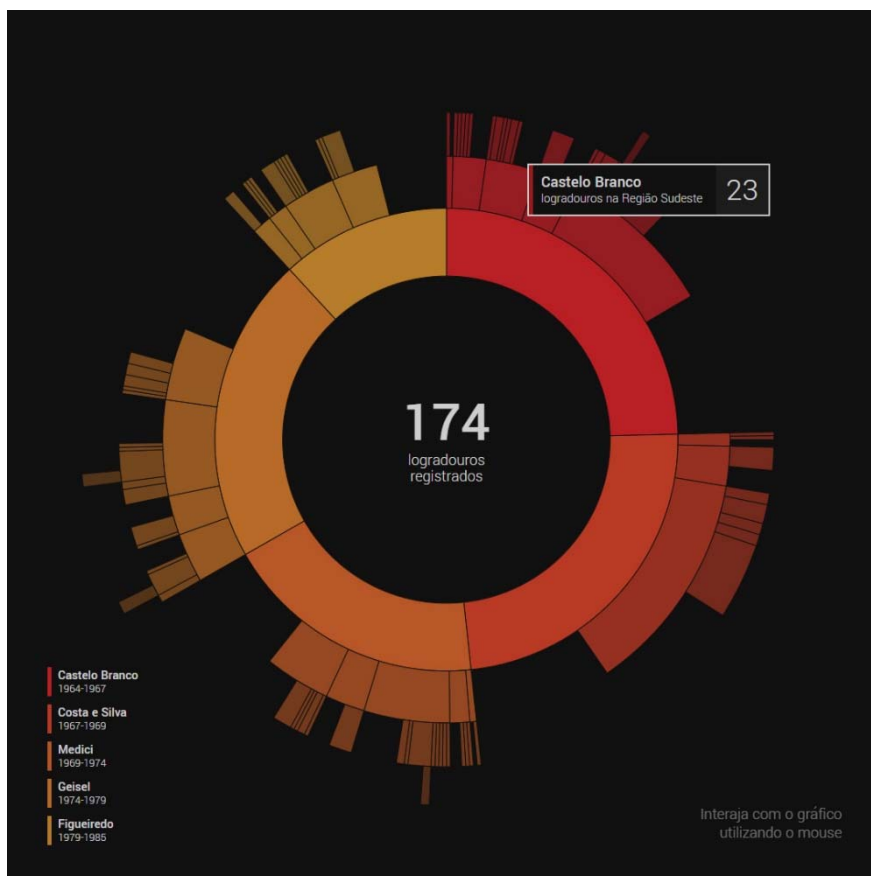 Castelo Branco
logradouros na Região Sudeste
23
174
logradouros
registrados
Castelo Branco
1964-1967
Costa e Silva
1967-1969
Medici
1969-1974
Geisel
1974-1979
Figueiredo
1979-1985
Interaja com o gráfico
utilizando o mouse